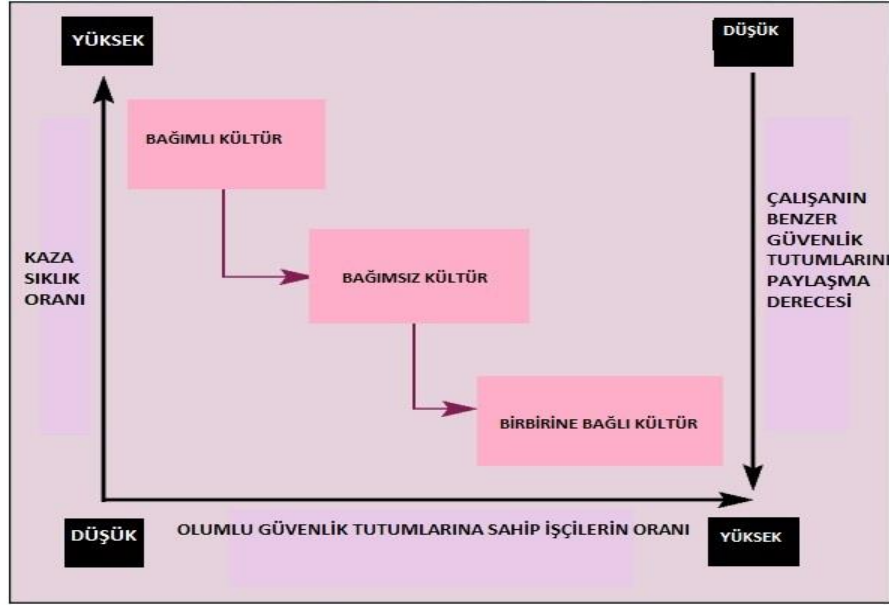 YÜKSEK
DÜŞÜK
BAĞIMLI KÜLTÜR
KAZA
SIKLIK
ORANI
BAĞIMSIZ KÜLTÜR
ÇALIŞANIN
BENZER
GÜVENLİK
TUTUMLARINI
PAYLAŞMA
DERECESİ
BİRBİRİNE BAĞLI KÜLTÜR
DÜŞÜK
OLUMLU GÜVENLİK TUTUMLARINA SAHİP İŞÇİLERİN ORANI
YÜKSEK